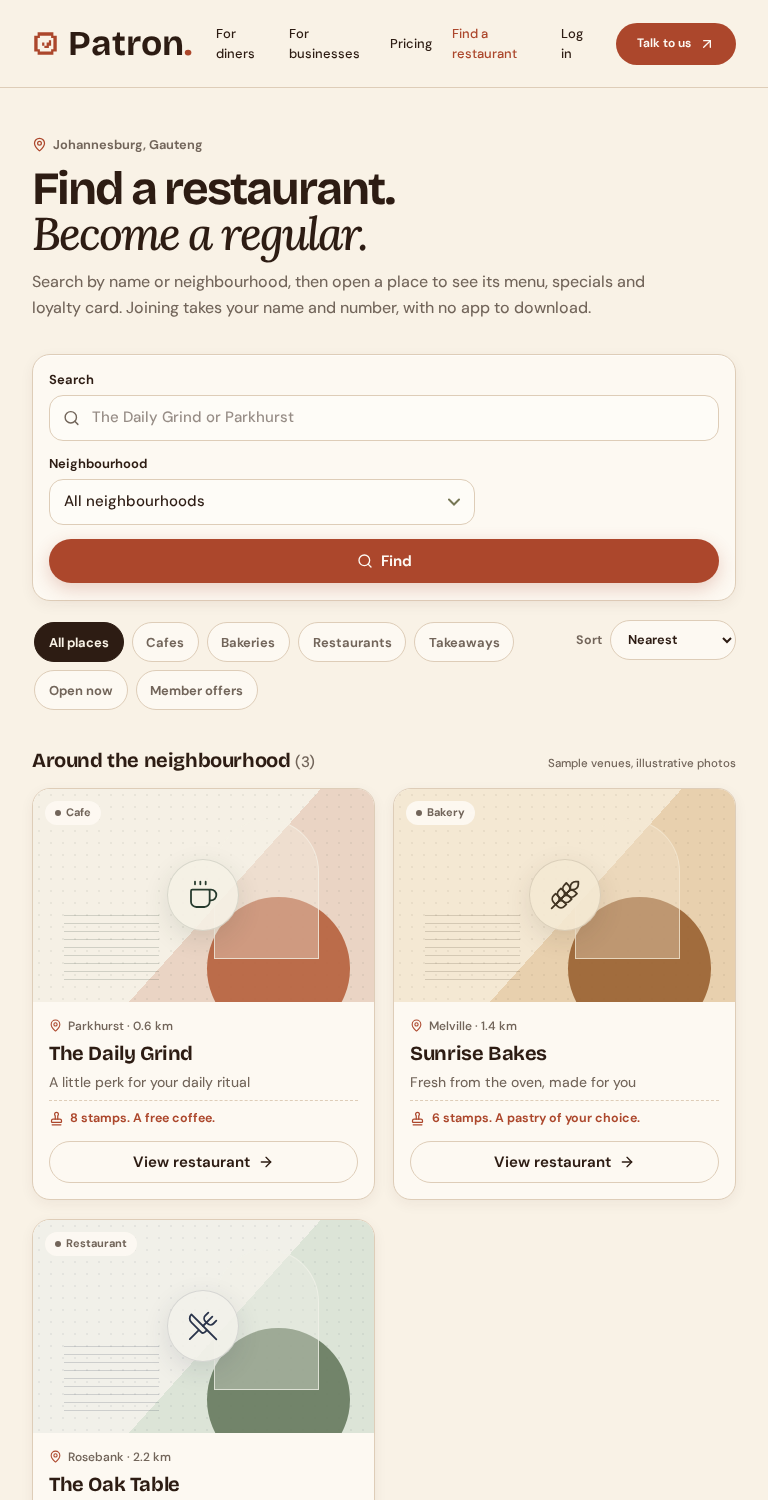 Patron.
For diners
For businesses
Pricing
Find a restaurant
Log in
Talk to us
Johannesburg, Gauteng
Find a restaurant.
Become a regular.
Search by name or neighbourhood, then open a place to see its menu, specials and
loyalty card. Joining takes your name and number, with no app to download.
Search
The Daily Grind or Parkhurst
Neighbourhood
All neighbourhoods
Find
All places
Cafes
Bakeries
Restaurants
Takeaways
Sort
Nearest
Open now
Member offers
Around the neighbourhood (3)
Sample venues, illustrative photos
Cafe
Parkhurst · 0.6 km
The Daily Grind
A little perk for your daily ritual
8 stamps. A free coffee.
View restaurant
Bakery
Melville · 1.4 km
Sunrise Bakes
Fresh from the oven, made for you
6 stamps. A pastry of your choice.
View restaurant
Restaurant
Rosebank · 2.2 km
The Oak Table